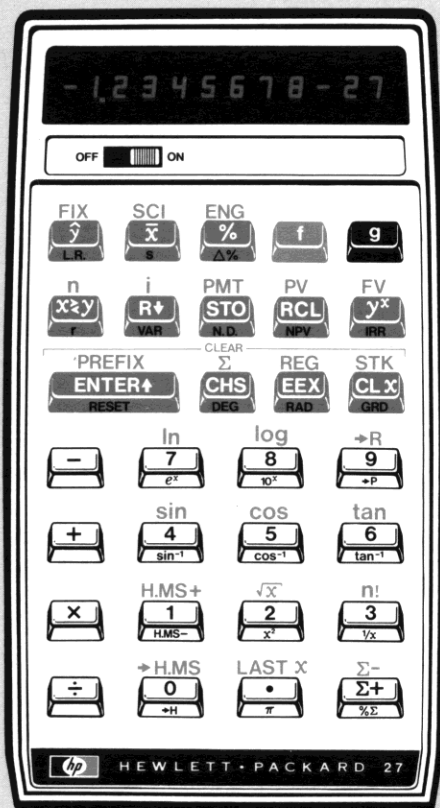 -1.2345678-27
OFF ON
FIX SCI ENG
ŷ x̄ % f g
L.R. s Δ%
n i PMT PV FV
x≷y R↓ STO RCL yˣ
r VAR N.D. NPV IRR
CLEAR
PREFIX Σ REG STK
ENTER↑ CHS EEX CLx
RESET DEG RAD GRD
ln log →R
− 7 8 9
eˣ 10ˣ →P
sin cos tan
+ 4 5 6
sin⁻¹ cos⁻¹ tan⁻¹
H.MS+ √x n!
× 1 2 3
H.MS− x² 1/x
→H.MS LAST X Σ−
÷ 0 • Σ+
→H π %Σ
hp HEWLETT•PACKARD 27